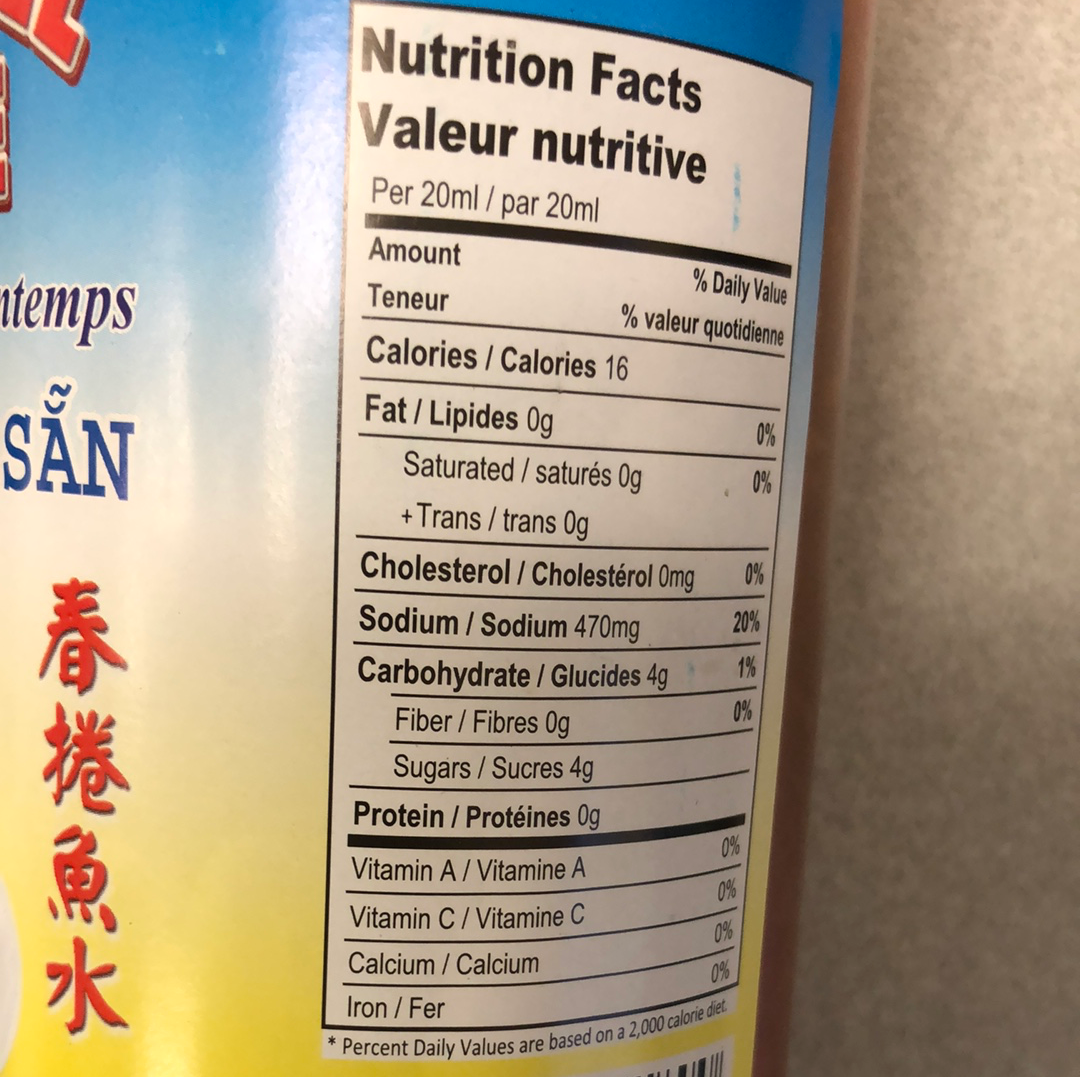 ntemps
SẴN
春捲魚水
Nutrition Facts
Valeur nutritive
Per 20ml / par 20ml
Amount % Daily Value
Teneur % valeur quotidienne
Calories / Calories 16
Fat / Lipides 0g 0%
Saturated / saturés 0g 0%
+Trans / trans 0g
Cholesterol / Cholestérol 0mg 0%
Sodium / Sodium 470mg 20%
Carbohydrate / Glucides 4g 1%
Fiber / Fibres 0g 0%
Sugars / Sucres 4g
Protein / Protéines 0g
Vitamin A / Vitamine A 0%
Vitamin C / Vitamine C 0%
Calcium / Calcium 0%
Iron / Fer 0%
* Percent Daily Values are based on a 2,000 calorie diet.